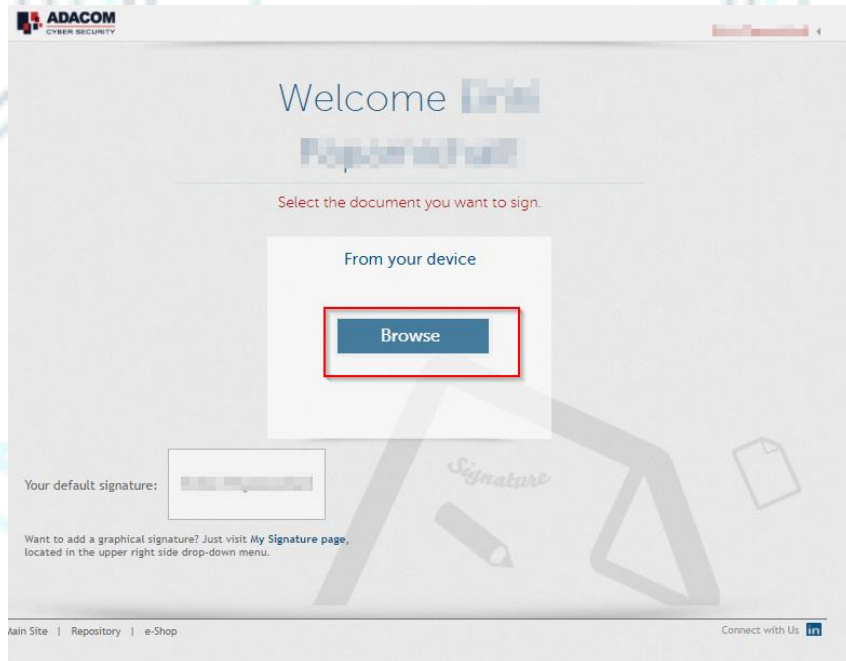 ADACOM
CYBER SECURITY
Welcome
Select the document you want to sign.
From your device
Browse
Signature
Your default signature:
Want to add a graphical signature? Just visit My Signature page,
located in the upper right side drop-down menu.
Main Site | Repository | e-Shop
Connect with Us in